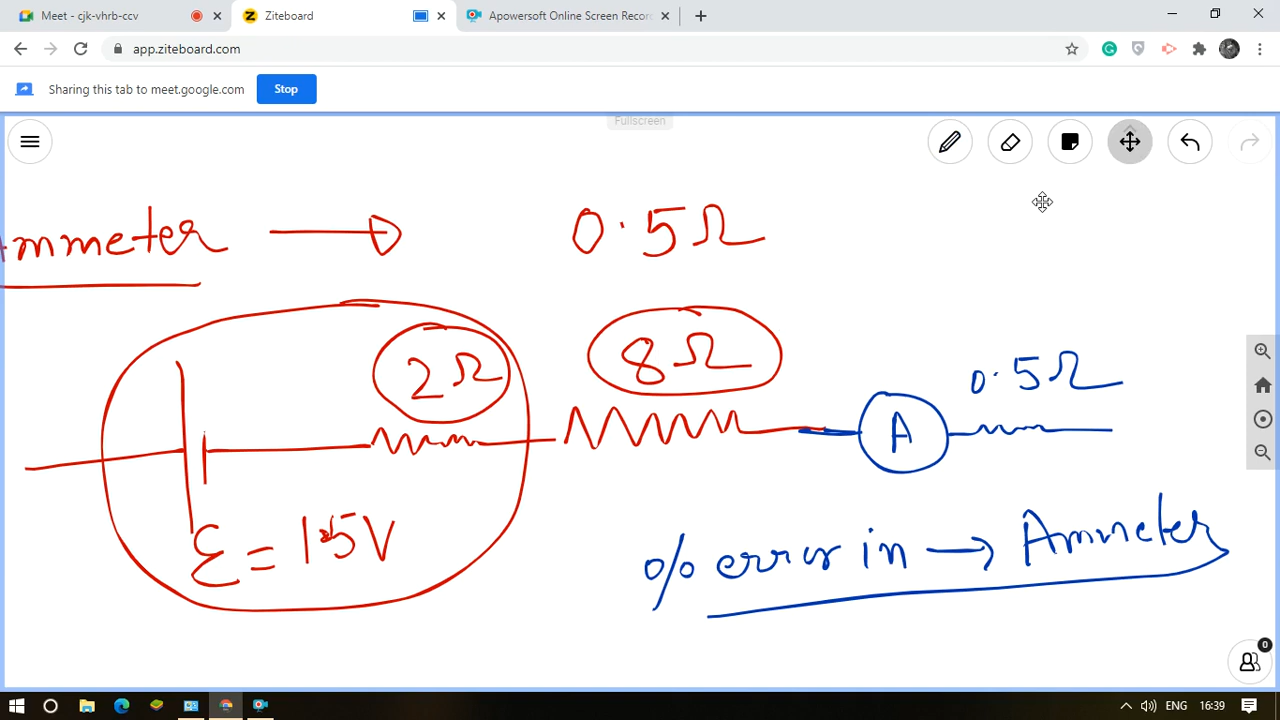 Meet - cjk-vhrb-ccv
Ziteboard
Apowersoft Online Screen Recor
app.ziteboard.com
Sharing this tab to meet.google.com
Stop
Fullscreen
Ammeter → 0.5Ω
2Ω
8Ω
0.5Ω
A
ε = 1.5V
% error in → Ammeter
0
ENG
16:39